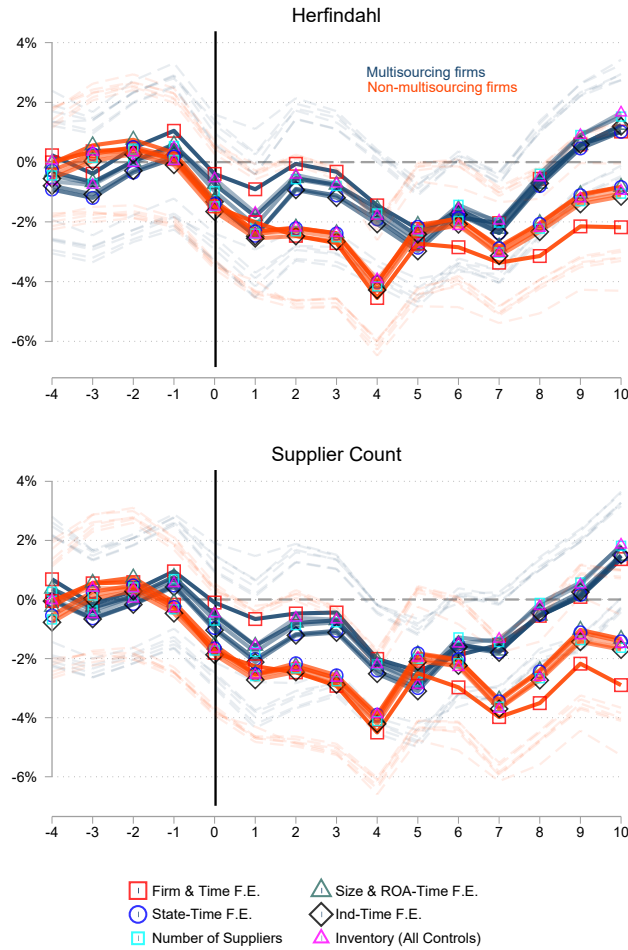 Herfindahl
4%
Multisourcing firms
Non-multisourcing firms
2%
0%
-2%
-4%
-6%
-4 -3 -2 -1 0 1 2 3 4 5 6 7 8 9 10
Supplier Count
4%
2%
0%
-2%
-4%
-6%
-4 -3 -2 -1 0 1 2 3 4 5 6 7 8 9 10
Firm & Time F.E. Size & ROA-Time F.E.
State-Time F.E. Ind-Time F.E.
Number of Suppliers Inventory (All Controls)